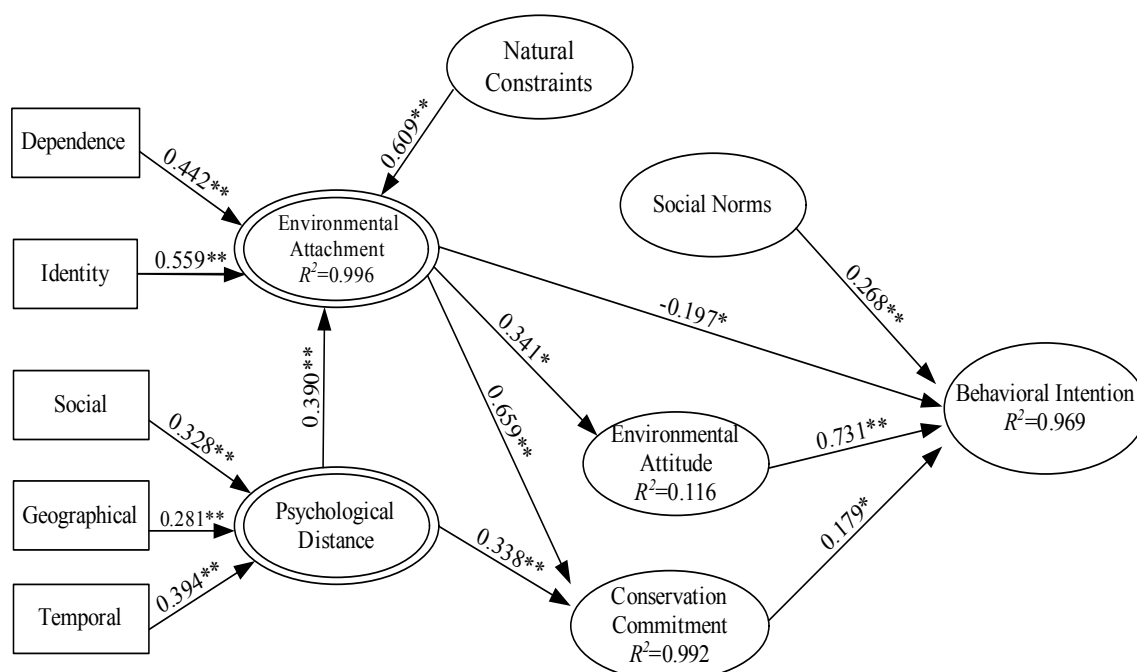 Natural
Constraints
Dependence
0.609**
0.442**
Social Norms
Environmental
Attachment
R²=0.996
Identity
0.559**
0.268**
-0.197*
0.341*
0.390**
Social
0.328**
0.659**
Behavioral Intention
R²=0.969
Environmental
Attitude
R²=0.116
0.731**
Geographical
0.281**
Psychological
Distance
0.338**
0.179*
0.394**
Temporal
Conservation
Commitment
R²=0.992